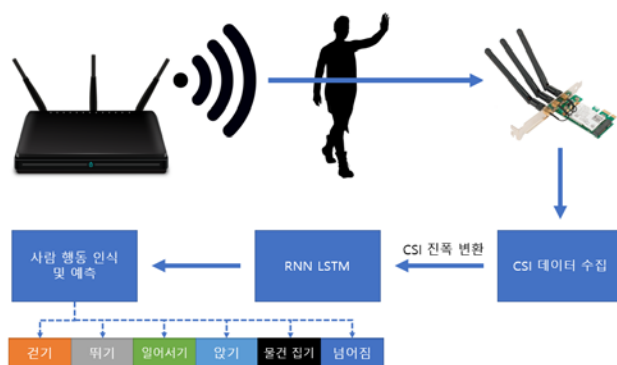 CSI 데이터 수집
CSI 진폭 변환
RNN LSTM
사람 행동 인식
및 예측
걷기
뛰기
일어서기
앉기
물건 집기
넘어짐